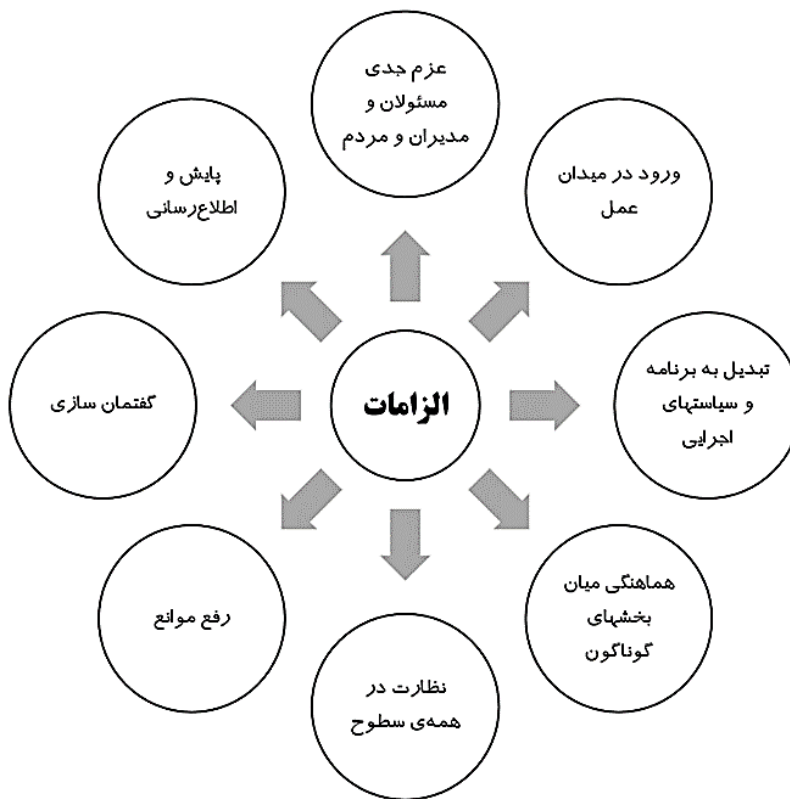 عزم جدی
مسئولان و
مدیران و مردم
ورود در میدان
عمل
تبدیل به برنامه
و سیاستهای
اجرایی
هماهنگی میان
بخشهای
گوناگون
نظارت در
همه‌ی سطوح
رفع موانع
گفتمان سازی
پایش و
اطلاع‌رسانی
الزامات